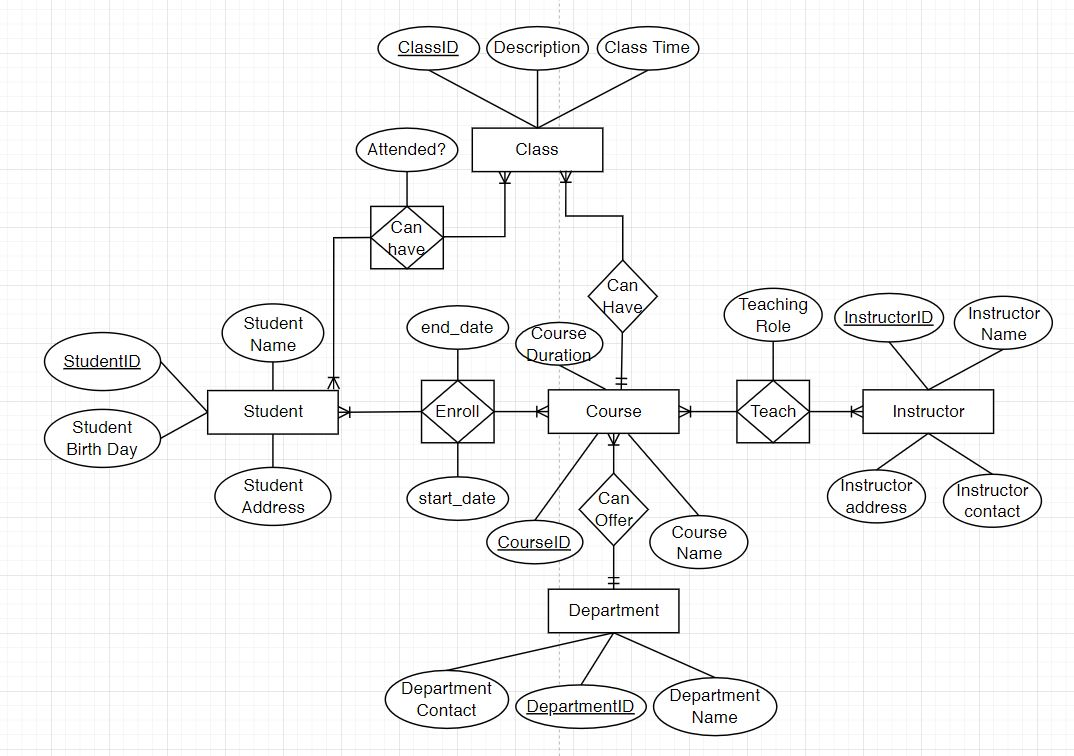 ClassID
Description
Class Time
Attended?
Class
Can
have
Can
Have
Student
Name
StudentID
Student
Birth Day
Student
Student
Address
end_date
Enroll
start_date
Course
Duration
Course
Teaching
Role
Teach
InstructorID
Instructor
Name
Instructor
Instructor
address
Instructor
contact
Can
Offer
CourseID
Course
Name
Department
Department
Contact
DepartmentID
Department
Name